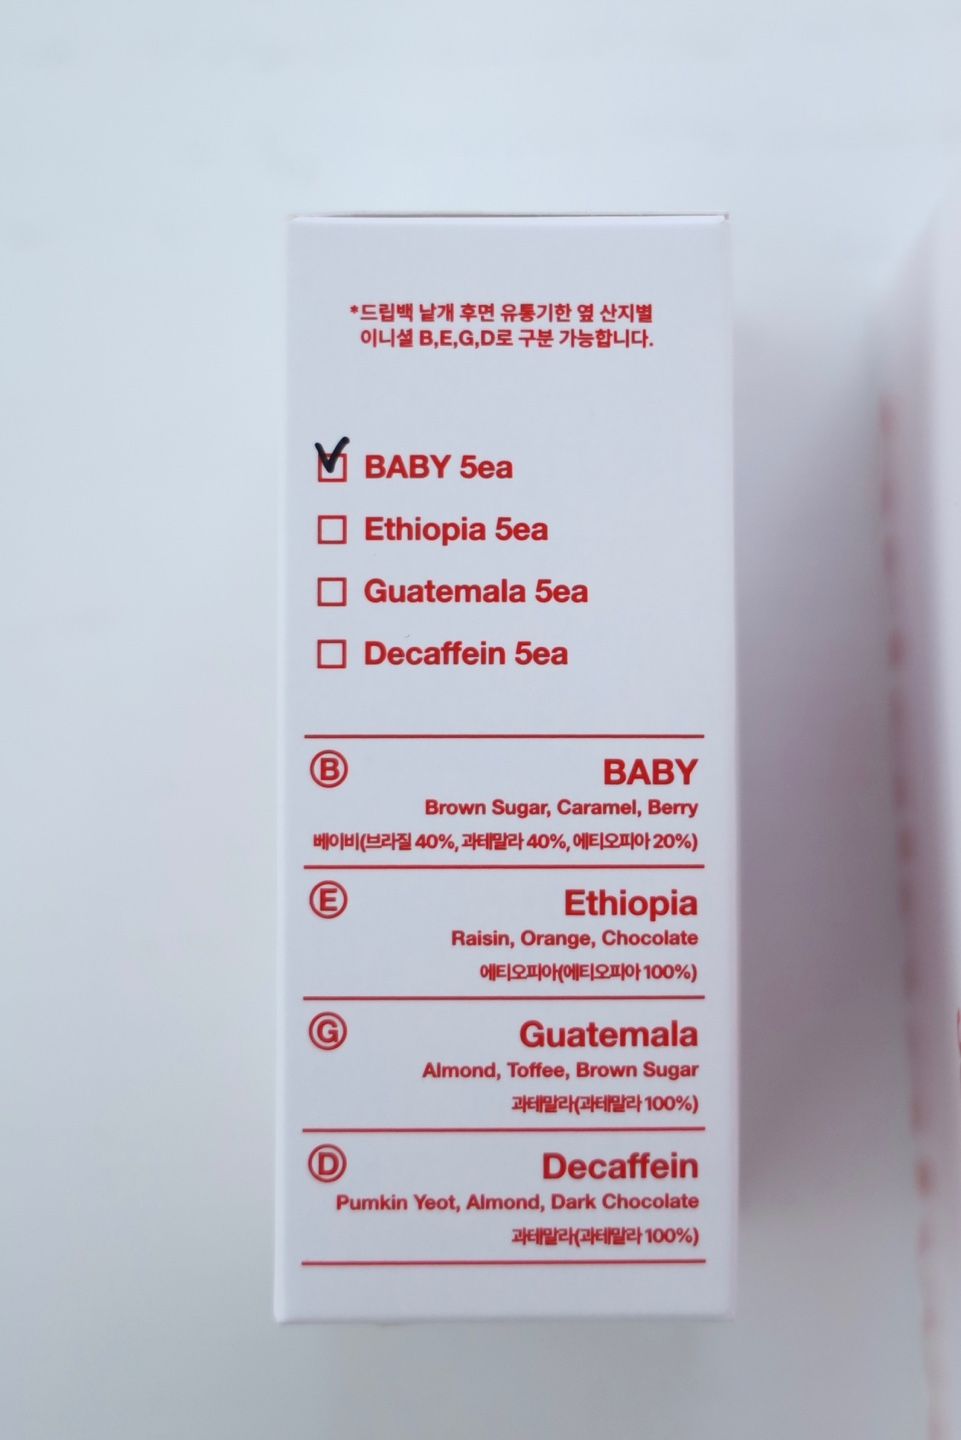 *드립백 낱개 후면 유통기한 옆 산지별
이니셜 B,E,G,D로 구분 가능합니다.
BABY 5ea
Ethiopia 5ea
Guatemala 5ea
Decaffein 5ea
B BABY
Brown Sugar, Caramel, Berry
베이비(브라질 40%, 과테말라 40%, 에티오피아 20%)
E Ethiopia
Raisin, Orange, Chocolate
에티오피아(에티오피아 100%)
G Guatemala
Almond, Toffee, Brown Sugar
과테말라(과테말라 100%)
D Decaffein
Pumkin Yeot, Almond, Dark Chocolate
과테말라(과테말라 100%)